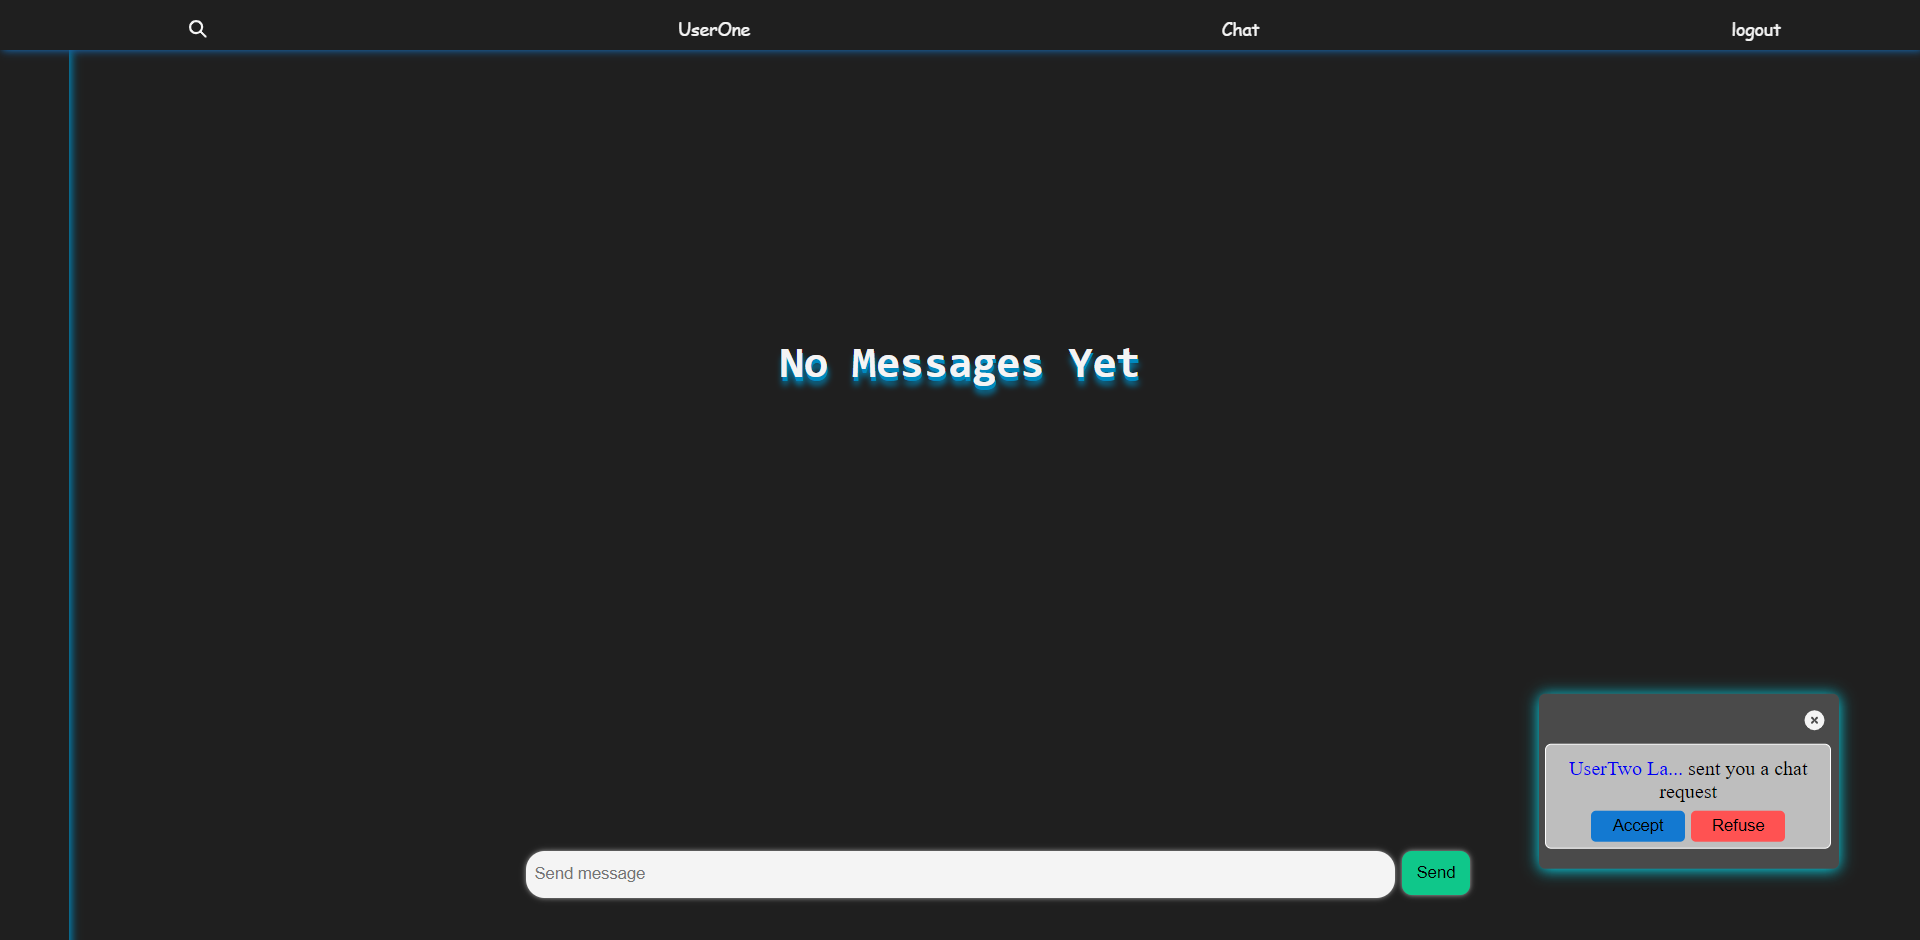 UserOne
Chat
logout
No Messages Yet
UserTwo La... sent you a chat
request
Accept
Refuse
Send message
Send